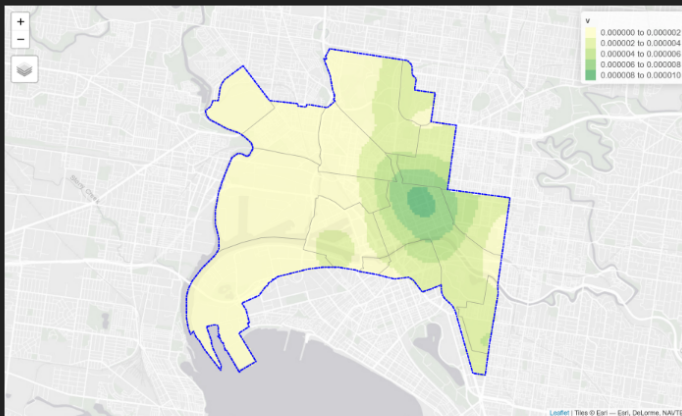 +
−
v
0.000000 to 0.000002
0.000002 to 0.000004
0.000004 to 0.000006
0.000006 to 0.000008
0.000008 to 0.000010
Leaflet | Tiles © Esri — Esri, DeLorme, NAVTE